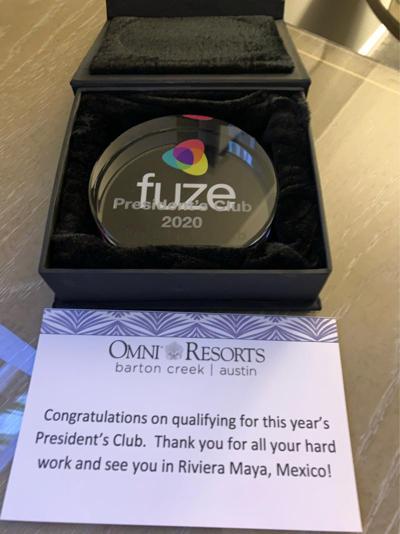 fuze
President's Club
2020
OMNI RESORTS
barton creek | austin
Congratulations on qualifying for this year's
President's Club. Thank you for all your hard
work and see you in Riviera Maya, Mexico!